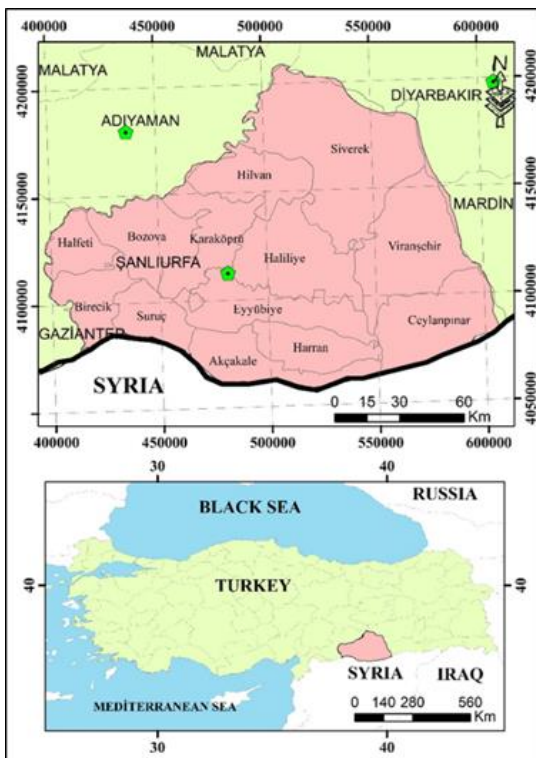 400000 450000 500000 550000 600000
MALATYA
MALATYA
N
DİYARBAKIR
ADIYAMAN
4200000
4200000
Siverek
Hilvan
4150000
4150000
MARDİN
Halfeti
Bozova
Karaköprü
Viranşehir
ŞANLIURFA
Haliliye
Birecik
Suruç
Eyyübiye
Ceylanpınar
4100000
4100000
GAZİANTEP
Akçakale
Harran
SYRIA
0 15 30 60
Km
4050000
400000 450000 500000 550000 600000
30 40
RUSSIA
BLACK SEA
40
40
TURKEY
SYRIA
IRAQ
MEDİTERRANEAN SEA
0 140 280 560
Km
30 40